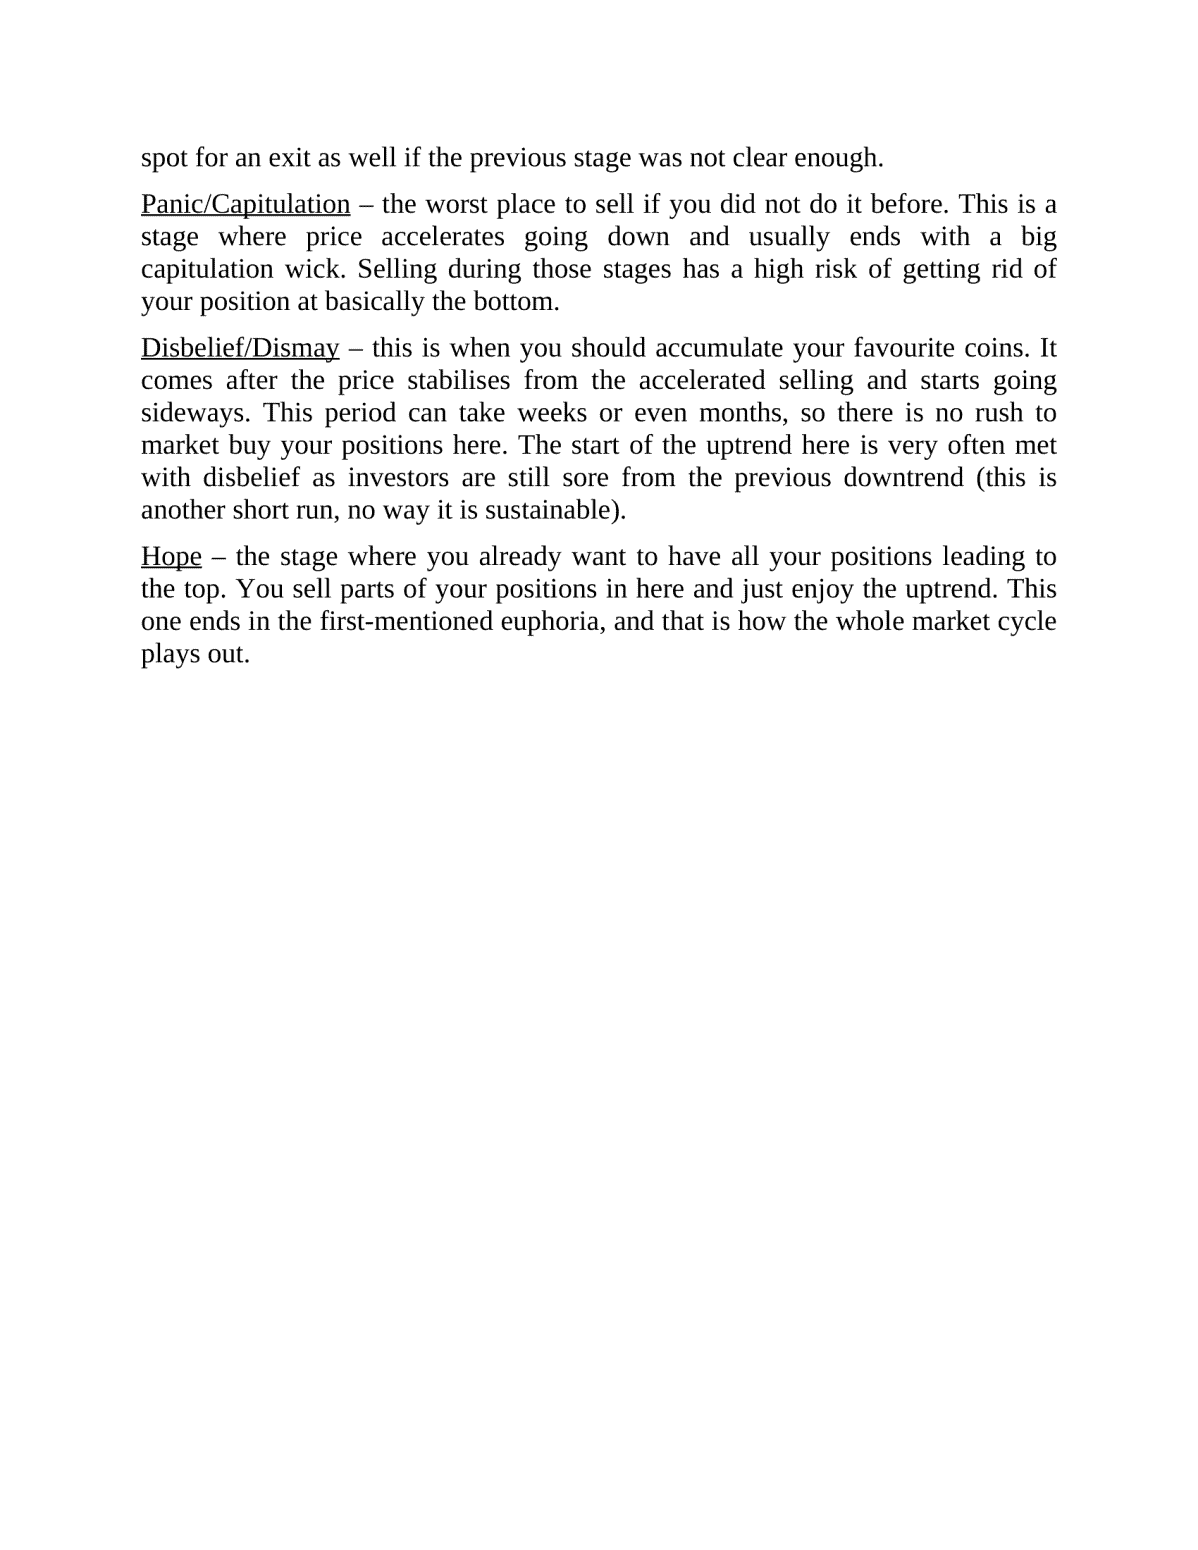 spot for an exit as well if the previous stage was not clear enough.
Panic/Capitulation – the worst place to sell if you did not do it before. This is a
stage where price accelerates going down and usually ends with a big
capitulation wick. Selling during those stages has a high risk of getting rid of
your position at basically the bottom.
Disbelief/Dismay – this is when you should accumulate your favourite coins. It
comes after the price stabilises from the accelerated selling and starts going
sideways. This period can take weeks or even months, so there is no rush to
market buy your positions here. The start of the uptrend here is very often met
with disbelief as investors are still sore from the previous downtrend (this is
another short run, no way it is sustainable).
Hope – the stage where you already want to have all your positions leading to
the top. You sell parts of your positions in here and just enjoy the uptrend. This
one ends in the first-mentioned euphoria, and that is how the whole market cycle
plays out.